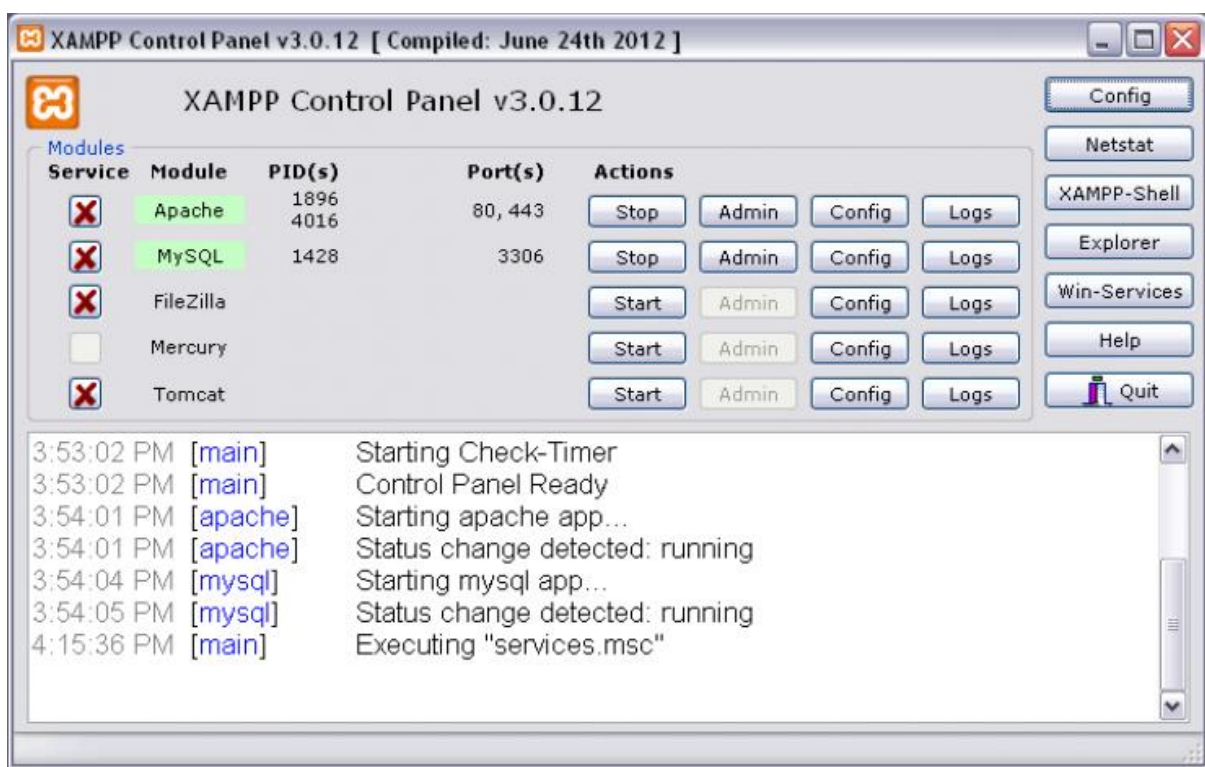 XAMPP Control Panel v3.0.12 [ Compiled: June 24th 2012 ]
XAMPP Control Panel v3.0.12
Config
Modules
Netstat
Service Module PID(s) Port(s) Actions
Apache 1896 4016 80, 443 Stop Admin Config Logs
XAMPP-Shell
MySQL 1428 3306 Stop Admin Config Logs
Explorer
FileZilla Start Admin Config Logs
Win-Services
Mercury Start Admin Config Logs
Help
Tomcat Start Admin Config Logs
Quit
3:53:02 PM [main] Starting Check-Timer
3:53:02 PM [main] Control Panel Ready
3:54:01 PM [apache] Starting apache app...
3:54:01 PM [apache] Status change detected: running
3:54:04 PM [mysql] Starting mysql app...
3:54:05 PM [mysql] Status change detected: running
4:15:36 PM [main] Executing "services.msc"